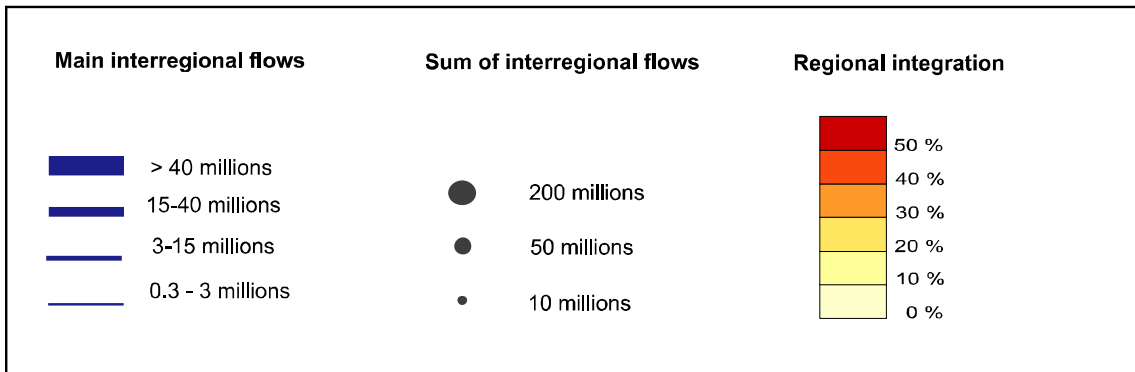 Main interregional flows
> 40 millions
15-40 millions
3-15 millions
0.3 - 3 millions
Sum of interregional flows
200 millions
50 millions
10 millions
Regional integration
50 %
40 %
30 %
20 %
10 %
0 %